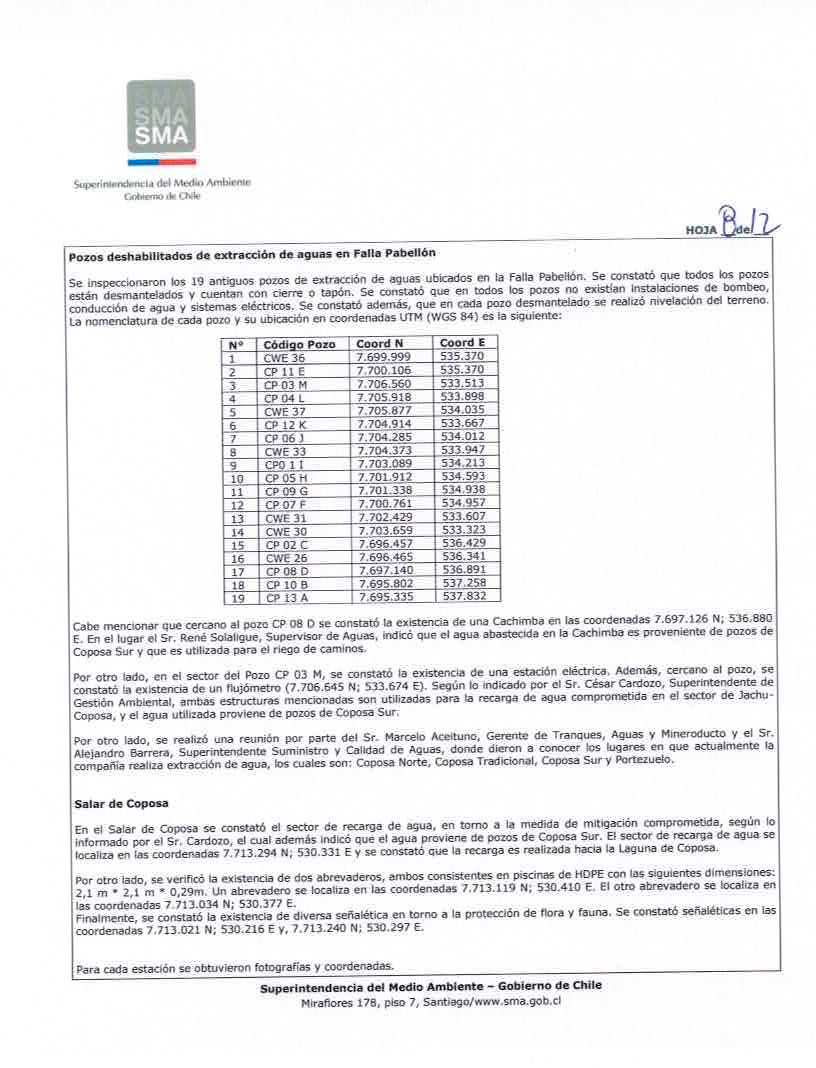 SMA
SMA
SMA
Superintendencia del Medio Ambiente
Gobierno de Chile
HOJA 8 de 12
Pozos deshabilitados de extracción de aguas en Falla Pabellón
Se inspeccionaron los 19 antiguos pozos de extracción de aguas ubicados en la Falla Pabellón. Se constató que todos los pozos
están desmantelados y cuentan con cierre o tapón. Se constató que en todos los pozos no existían instalaciones de bombeo,
conducción de agua y sistemas eléctricos. Se constató además, que en cada pozo desmantelado se realizó nivelación del terreno.
La nomenclatura de cada pozo y su ubicación en coordenadas UTM (WGS 84) es la siguiente:
N° Código Pozo Coord N Coord E
1 CWE 36 7.699.999 535.370
2 CP 11 E 7.700.106 535.370
3 CP 03 M 7.706.560 533.513
4 CP 04 L 7.705.918 533.898
5 CWE 37 7.705.877 534.035
6 CP 12 K 7.704.914 533.667
7 CP 06 J 7.704.285 534.012
8 CWE 33 7.704.373 533.947
9 CP0 1 I 7.703.089 534.213
10 CP 05 H 7.701.912 534.593
11 CP 09 G 7.701.338 534.938
12 CP 07 F 7.700.761 534.957
13 CWE 31 7.702.429 533.607
14 CWE 30 7.703.659 533.323
15 CP 02 C 7.696.457 536.429
16 CWE 26 7.696.465 536.341
17 CP 08 D 7.697.140 536.891
18 CP 10 B 7.695.802 537.258
19 CP 13 A 7.695.335 537.832
Cabe mencionar que cercano al pozo CP 08 D se constató la existencia de una Cachimba en las coordenadas 7.697.126 N; 536.880
E. En el lugar el Sr. René Solaligue, Supervisor de Aguas, indicó que el agua abastecida en la Cachimba es proveniente de pozos de
Coposa Sur y que es utilizada para el riego de caminos.
Por otro lado, en el sector del Pozo CP 03 M, se constató la existencia de una estación eléctrica. Además, cercano al pozo, se
constató la existencia de un flujómetro (7.706.645 N; 533.674 E). Según lo indicado por el Sr. César Cardozo, Superintendente de
Gestión Ambiental, ambas estructuras mencionadas son utilizadas para la recarga de agua comprometida en el sector de Jachu-
Coposa, y el agua utilizada proviene de pozos de Coposa Sur.
Por otro lado, se realizó una reunión por parte del Sr. Marcelo Aceituno, Gerente de Tranques, Aguas y Mineroducto y el Sr.
Alejandro Barrera, Superintendente Suministro y Calidad de Aguas, donde dieron a conocer los lugares en que actualmente la
compañía realiza extracción de agua, los cuales son: Coposa Norte, Coposa Tradicional, Coposa Sur y Portezuelo.
Salar de Coposa
En el Salar de Coposa se constató el sector de recarga de agua, en torno a la medida de mitigación comprometida, según lo
informado por el Sr. Cardozo, el cual además indicó que el agua proviene de pozos de Coposa Sur. El sector de recarga de agua se
localiza en las coordenadas 7.713.294 N; 530.331 E y se constató que la recarga es realizada hacia la Laguna de Coposa.
Por otro lado, se verificó la existencia de dos abrevaderos, ambos consistentes en piscinas de HDPE con las siguientes dimensiones:
2,1 m * 2,1 m * 0,29m. Un abrevadero se localiza en las coordenadas 7.713.119 N; 530.410 E. El otro abrevadero se localiza en
las coordenadas 7.713.034 N; 530.377 E.
Finalmente, se constató la existencia de diversa señalética en torno a la protección de flora y fauna. Se constató señaléticas en las
coordenadas 7.713.021 N; 530.216 E y, 7.713.240 N; 530.297 E.
Para cada estación se obtuvieron fotografías y coordenadas.
Superintendencia del Medio Ambiente – Gobierno de Chile
Miraflores 178, piso 7, Santiago/www.sma.gob.cl